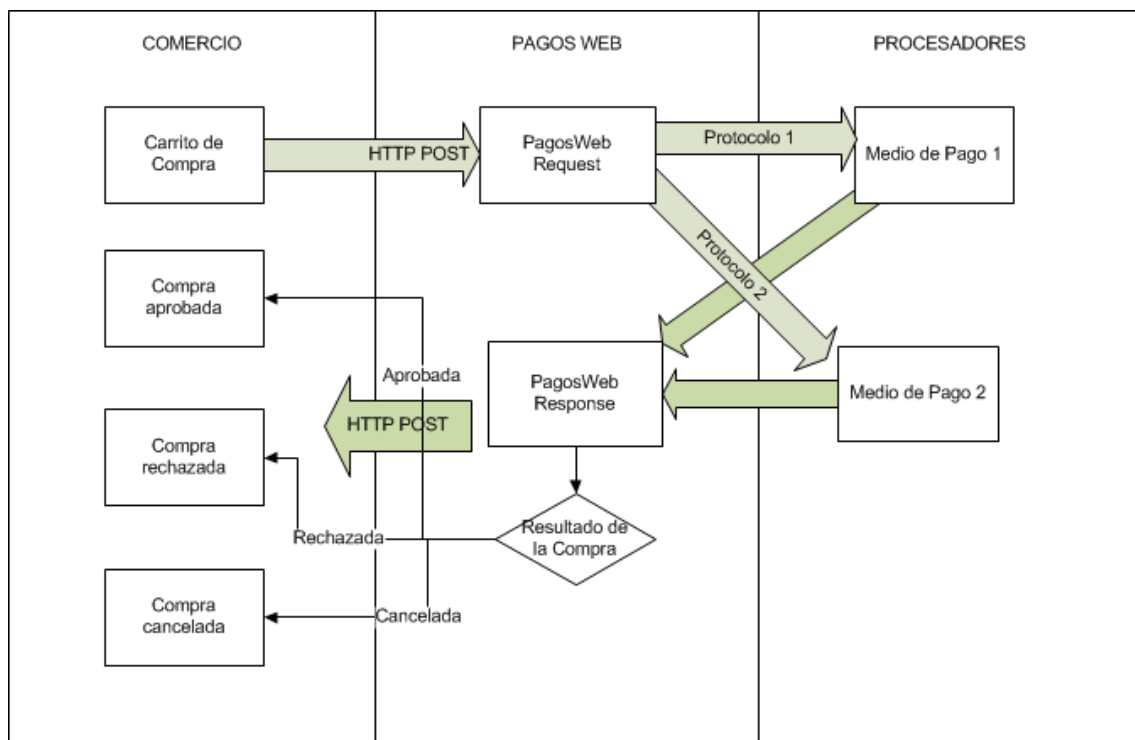 COMERCIO
PAGOS WEB
PROCESADORES
Carrito de
Compra
HTTP POST
PagosWeb
Request
Protocolo 1
Medio de Pago 1
Protocolo 2
Compra
aprobada
Aprobada
PagosWeb
Response
Medio de Pago 2
HTTP POST
Compra
rechazada
Rechazada
Resultado de
la Compra
Compra
cancelada
Cancelada